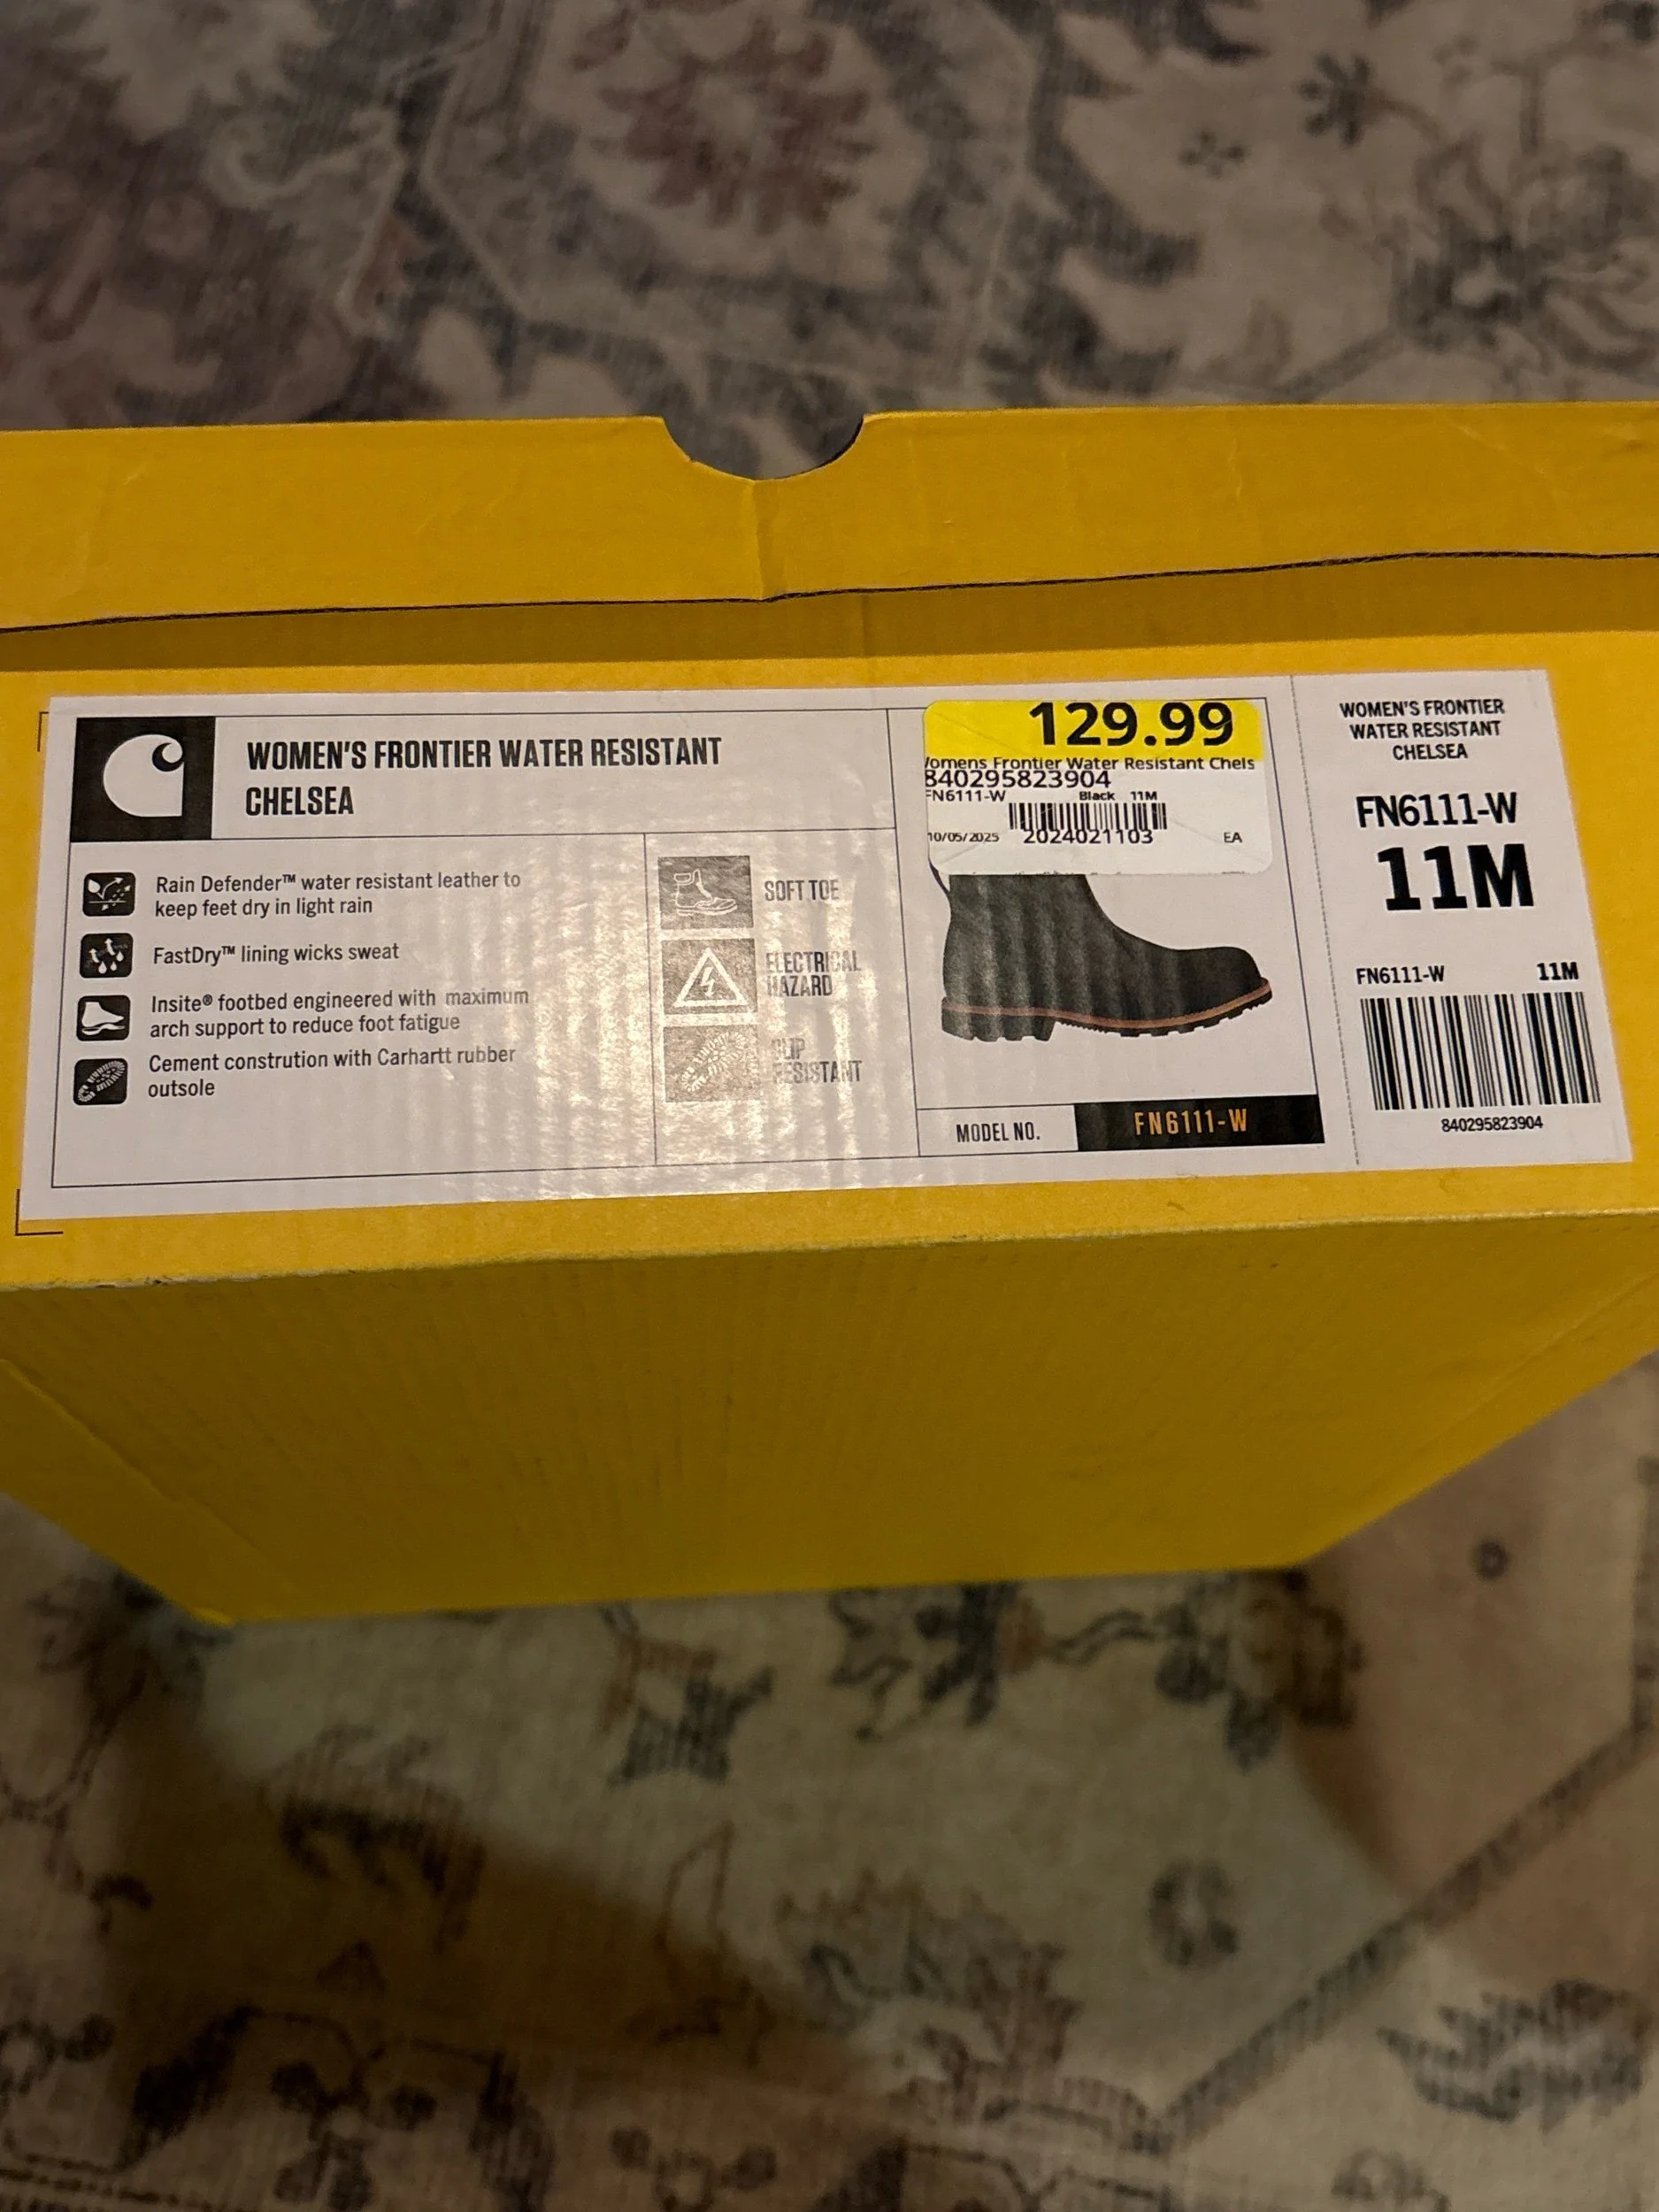 WOMEN'S FRONTIER WATER RESISTANT
CHELSEA
Rain Defender™ water resistant leather to
keep feet dry in light rain
FastDry™ lining wicks sweat
Insite® footbed engineered with maximum
arch support to reduce foot fatigue
Cement constrution with Carhartt rubber
outsole
SOFT TOE
ELECTRICAL
HAZARD
SLIP
RESISTANT
129.99
Womens Frontier Water Resistant Chels
840295823904
FN6111-W Black 11M
10/05/2025 2024021103 EA
MODEL NO. FN6111-W
WOMEN'S FRONTIER
WATER RESISTANT
CHELSEA
FN6111-W
11M
FN6111-W 11M
840295823904